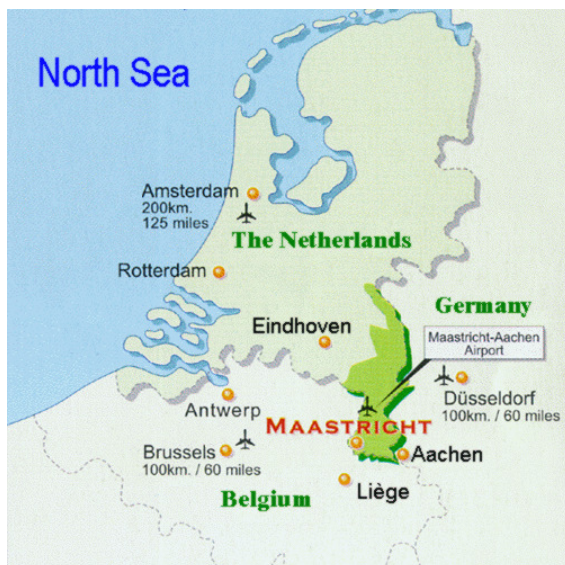 North Sea
Amsterdam
200km.
125 miles
The Netherlands
Rotterdam
Germany
Eindhoven
Maastricht-Aachen
Airport
Düsseldorf
100km. / 60 miles
Antwerp
MAASTRICHT
Brussels
100km. / 60 miles
Aachen
Belgium
Liège